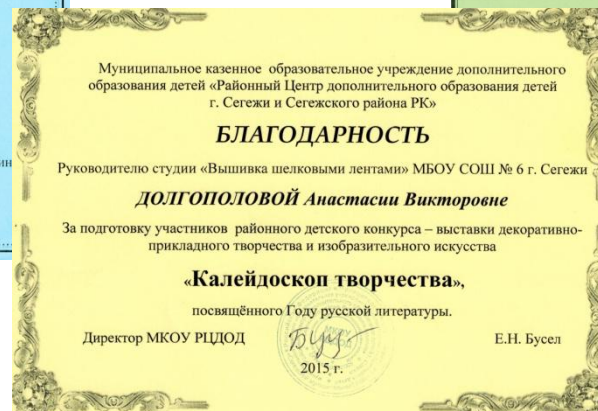 Муниципальное казенное образовательное учреждение дополнительного
образования детей «Районный Центр дополнительного образования детей
г. Сегежи и Сегежского района РК»
БЛАГОДАРНОСТЬ
Руководителю студии «Вышивка шелковыми лентами» МБОУ СОШ № 6 г. Сегежи
ДОЛГОПОЛОВОЙ Анастасии Викторовне
За подготовку участников районного детского конкурса – выставки декоративно-
прикладного творчества и изобразительного искусства
«Калейдоскоп творчества»,
посвящённого Году русской литературы.
Директор МКОУ РЦДОД Е.Н. Бусел
2015 г.